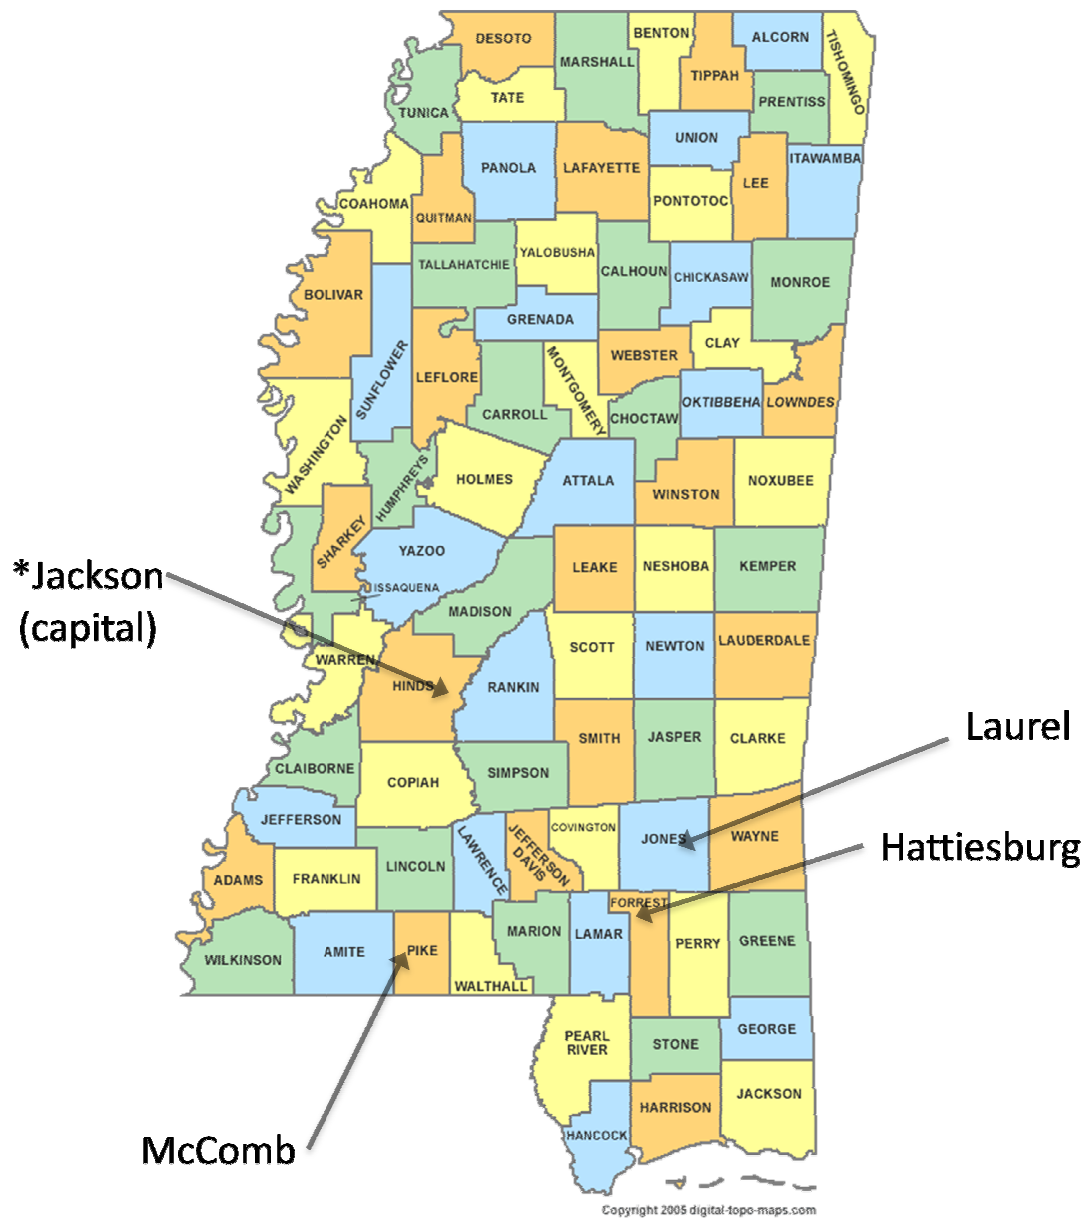 DESOTO
BENTON
ALCORN
TISHOMINGO
MARSHALL
TIPPAH
TATE
PRENTISS
TUNICA
UNION
ITAWAMBA
PANOLA
LAFAYETTE
LEE
COAHOMA
PONTOTOC
QUITMAN
YALOBUSHA
TALLAHATCHIE
CALHOUN
CHICKASAW
MONROE
BOLIVAR
GRENADA
SUNFLOWER
CLAY
WEBSTER
MONTGOMERY
LEFLORE
OKTIBBEHA
LOWNDES
CARROLL
CHOCTAW
WASHINGTON
HUMPHREYS
HOLMES
ATTALA
NOXUBEE
WINSTON
SHARKEY
YAZOO
*Jackson
(capital)
LEAKE
NESHOBA
KEMPER
ISSAQUENA
MADISON
SCOTT
NEWTON
LAUDERDALE
WARREN
HINDS
RANKIN
Laurel
SMITH
JASPER
CLARKE
CLAIBORNE
COPIAH
SIMPSON
JEFFERSON
LAWRENCE
JEFFERSON
DAVIS
COVINGTON
JONES
WAYNE
Hattiesburg
LINCOLN
ADAMS
FRANKLIN
FORREST
WILKINSON
AMITE
PIKE
MARION
LAMAR
PERRY
GREENE
WALTHALL
PEARL
RIVER
STONE
GEORGE
JACKSON
HARRISON
HANCOCK
McComb
Copyright 2005 digital-topo-maps.com